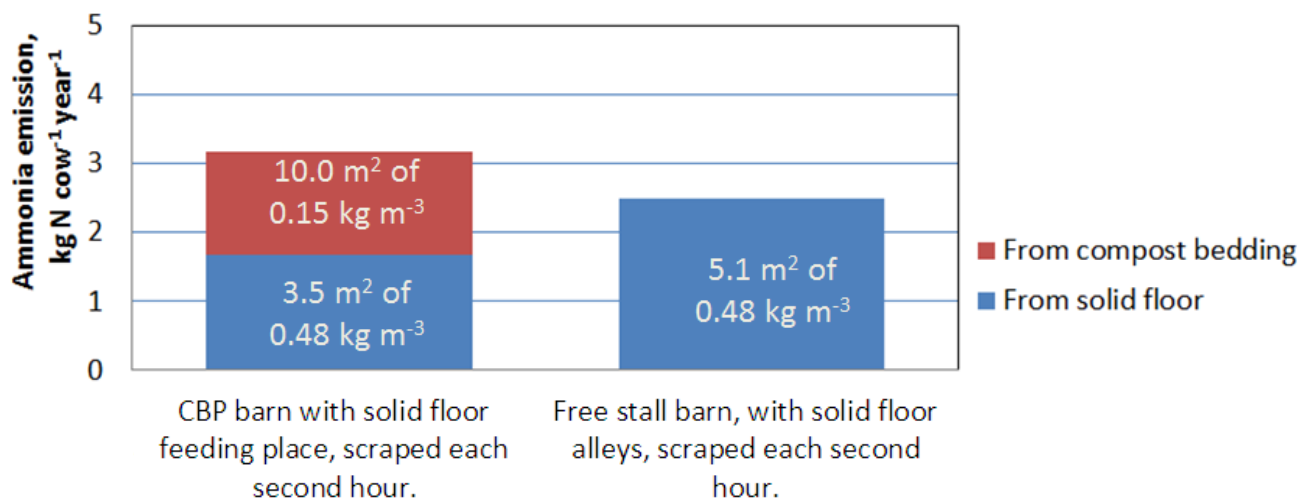 Ammonia emission,
kg N cow-1 year-1
5
4
3
2
1
0
10.0 m2 of
0.15 kg m-3
3.5 m2 of
0.48 kg m-3
5.1 m2 of
0.48 kg m-3
From compost bedding
From solid floor
CBP barn with solid floor
feeding place, scraped each
second hour.
Free stall barn, with solid floor
alleys, scraped each second
hour.